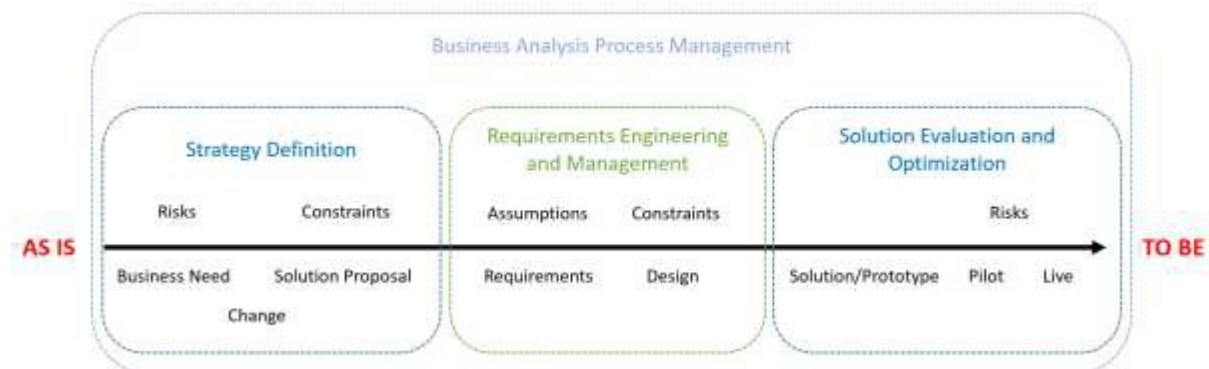 Business Analysis Process Management
Strategy Definition
Requirements Engineering
and Management
Solution Evaluation and
Optimization
Risks Constraints
Assumptions Constraints
Risks
AS IS
TO BE
Business Need Solution Proposal
Change
Requirements Design
Solution/Prototype Pilot Live